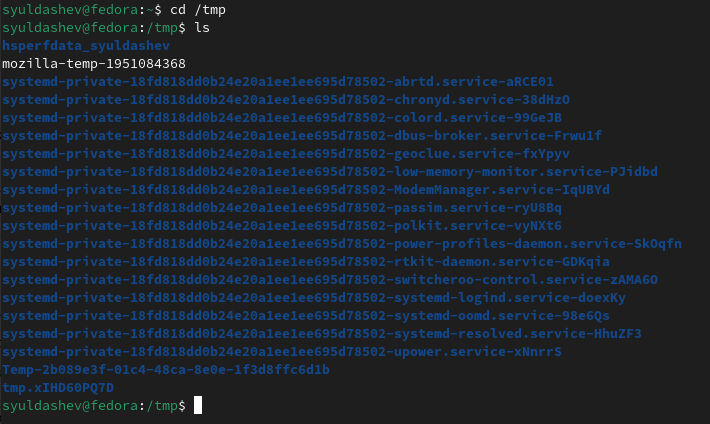 syuldashev@fedora:~$ cd /tmp
syuldashev@fedora:/tmp$ ls
hsperfdata_syuldashev
mozilla-temp-1951084368
systemd-private-18fd818dd0b24e20a1ee1ee695d78502-abrtd.service-aRCE01
systemd-private-18fd818dd0b24e20a1ee1ee695d78502-chronyd.service-38dHzO
systemd-private-18fd818dd0b24e20a1ee1ee695d78502-colord.service-99GeJB
systemd-private-18fd818dd0b24e20a1ee1ee695d78502-dbus-broker.service-Frwu1f
systemd-private-18fd818dd0b24e20a1ee1ee695d78502-geoclue.service-fxYpyv
systemd-private-18fd818dd0b24e20a1ee1ee695d78502-low-memory-monitor.service-PJidbd
systemd-private-18fd818dd0b24e20a1ee1ee695d78502-ModemManager.service-IqUBYd
systemd-private-18fd818dd0b24e20a1ee1ee695d78502-passim.service-ryU8Bq
systemd-private-18fd818dd0b24e20a1ee1ee695d78502-polkit.service-vyNXt6
systemd-private-18fd818dd0b24e20a1ee1ee695d78502-power-profiles-daemon.service-SkOqfn
systemd-private-18fd818dd0b24e20a1ee1ee695d78502-rtkit-daemon.service-GDKqia
systemd-private-18fd818dd0b24e20a1ee1ee695d78502-switcheroo-control.service-zAMA6O
systemd-private-18fd818dd0b24e20a1ee1ee695d78502-systemd-logind.service-doexKy
systemd-private-18fd818dd0b24e20a1ee1ee695d78502-systemd-oomd.service-98e6Qs
systemd-private-18fd818dd0b24e20a1ee1ee695d78502-systemd-resolved.service-HhuZF3
systemd-private-18fd818dd0b24e20a1ee1ee695d78502-upower.service-xNnrrS
Temp-2b089e3f-01c4-48ca-8e0e-1f3d8ffc6d1b
tmp.xIHD60PQ7D
syuldashev@fedora:/tmp$